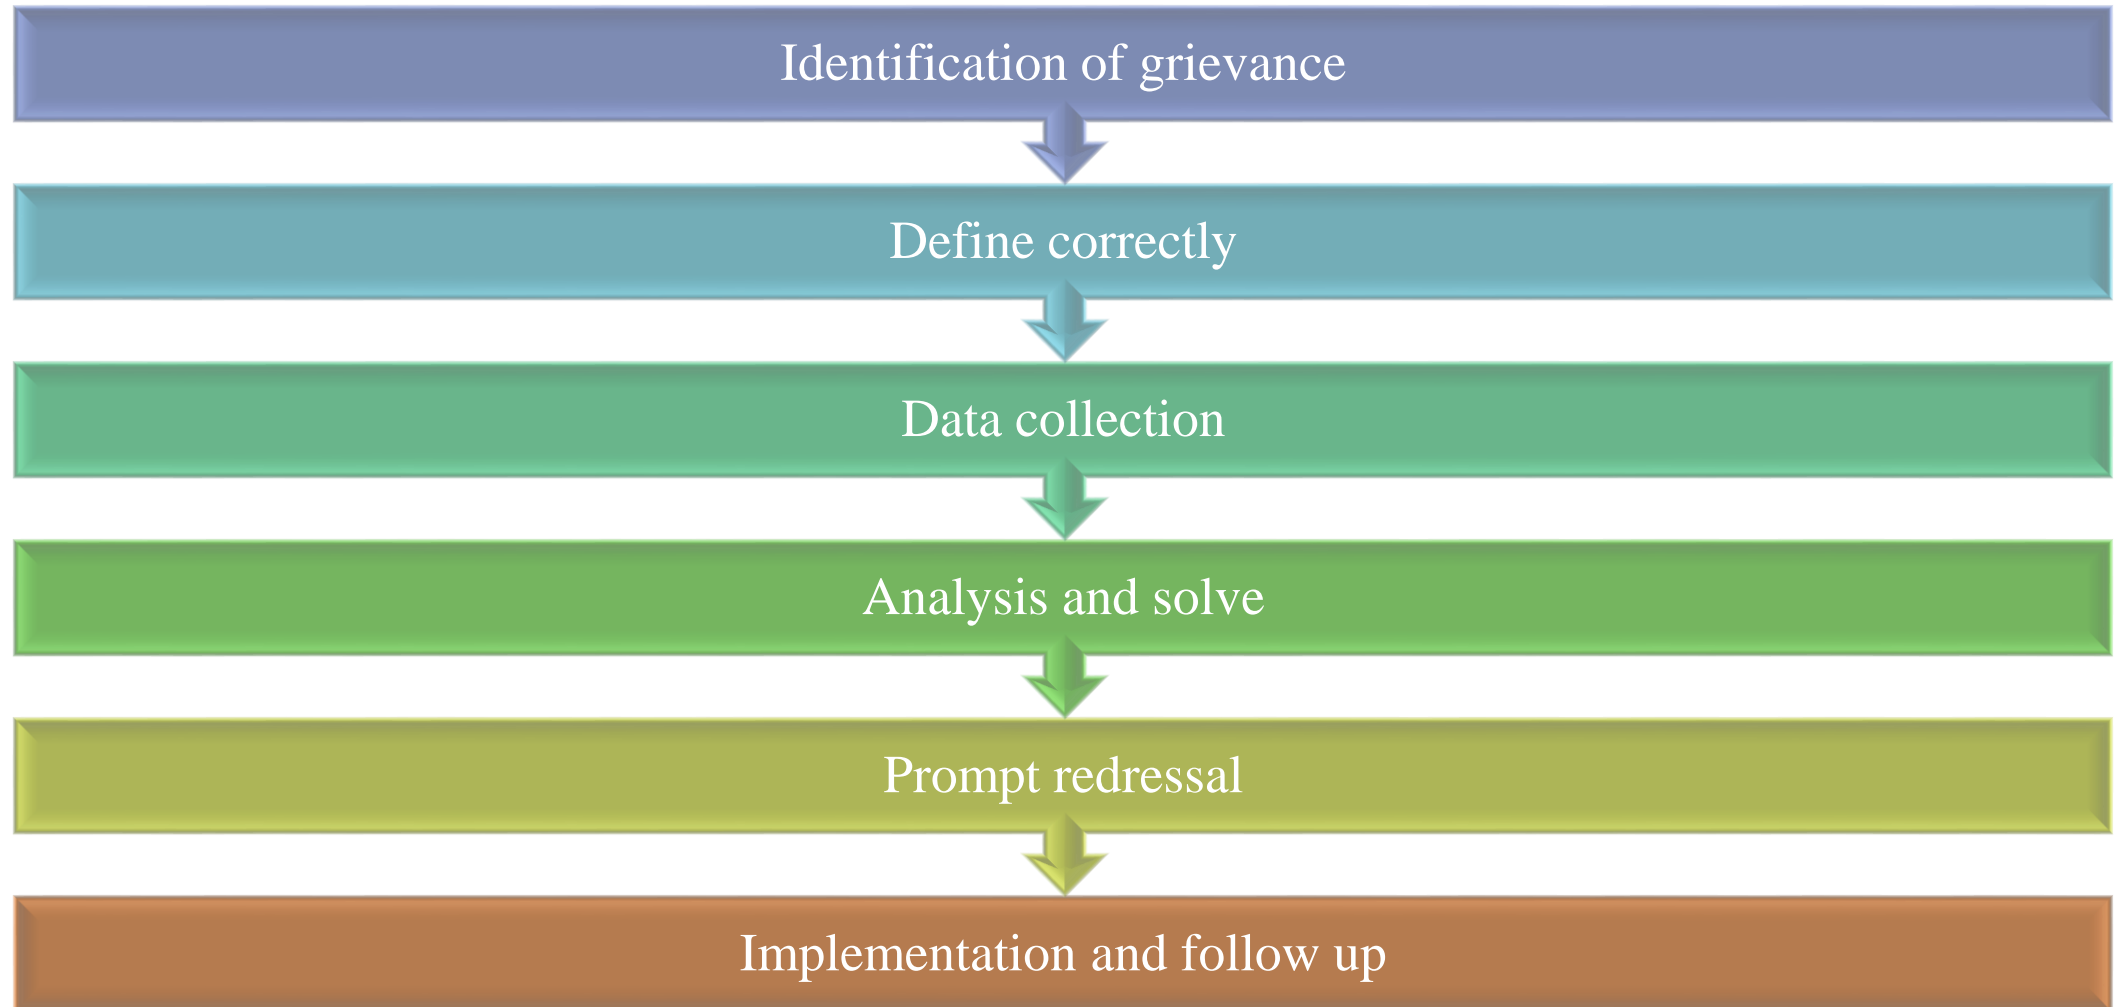 Identification of grievance
Define correctly
Data collection
Analysis and solve
Prompt redressal
Implementation and follow up